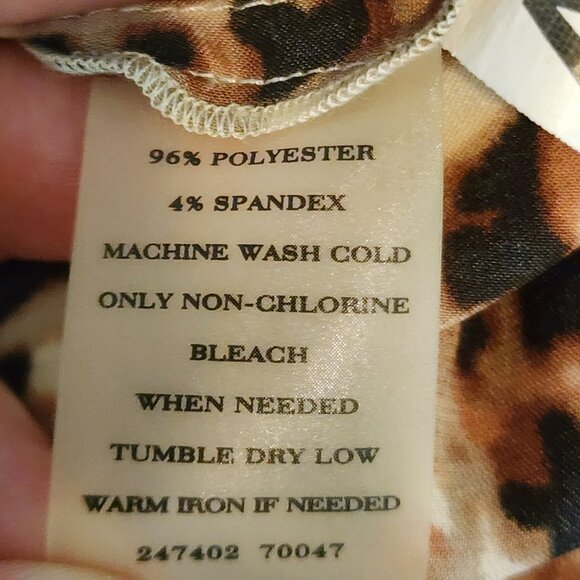 96% POLYESTER
4% SPANDEX
MACHINE WASH COLD
ONLY NON-CHLORINE
BLEACH
WHEN NEEDED
TUMBLE DRY LOW
WARM IRON IF NEEDED
247402 70047